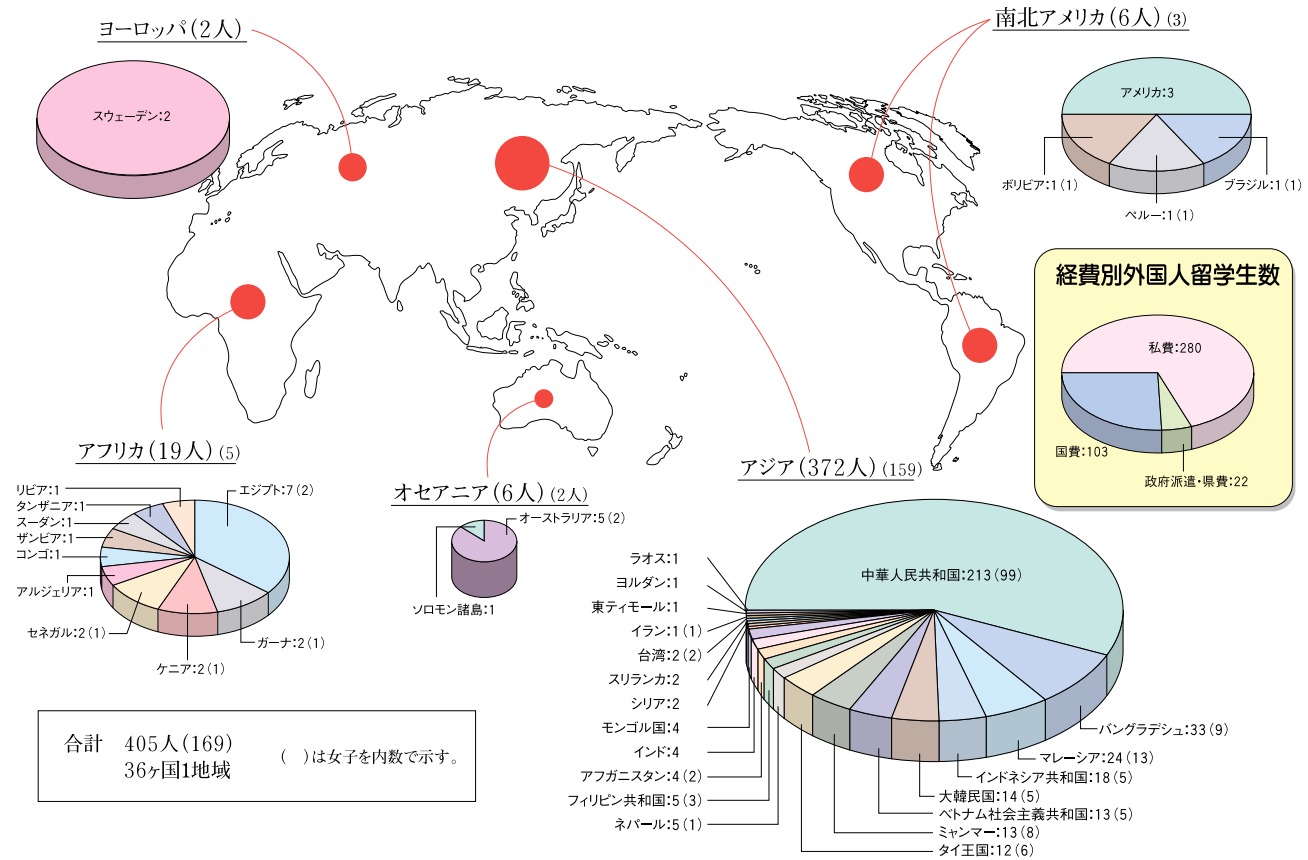 ヨーロッパ(2人)
スウェーデン:2
南北アメリカ(6人)(3)
アメリカ:3
ボリビア:1(1)
ペルー:1(1)
ブラジル:1(1)
経費別外国人留学生数
私費:280
国費:103
政府派遣・県費:22
アフリカ(19人)(5)
リビア:1
タンザニア:1
スーダン:1
ザンビア:1
コンゴ:1
アルジェリア:1
セネガル:2(1)
ケニア:2(1)
ガーナ:2(1)
エジプト:7(2)
オセアニア(6人)(2人)
オーストラリア:5(2)
ソロモン諸島:1
アジア(372人)(159)
中華人民共和国:213(99)
ラオス:1
ヨルダン:1
東ティモール:1
イラン:1(1)
台湾:2(2)
スリランカ:2
シリア:2
モンゴル国:4
インド:4
アフガニスタン:4(2)
フィリピン共和国:5(3)
ネパール:5(1)
バングラデシュ:33(9)
マレーシア:24(13)
インドネシア共和国:18(5)
大韓民国:14(5)
ベトナム社会主義共和国:13(5)
ミャンマー:13(8)
タイ王国:12(6)
合計 405人(169)
36ヶ国1地域
( )は女子を内数で示す。